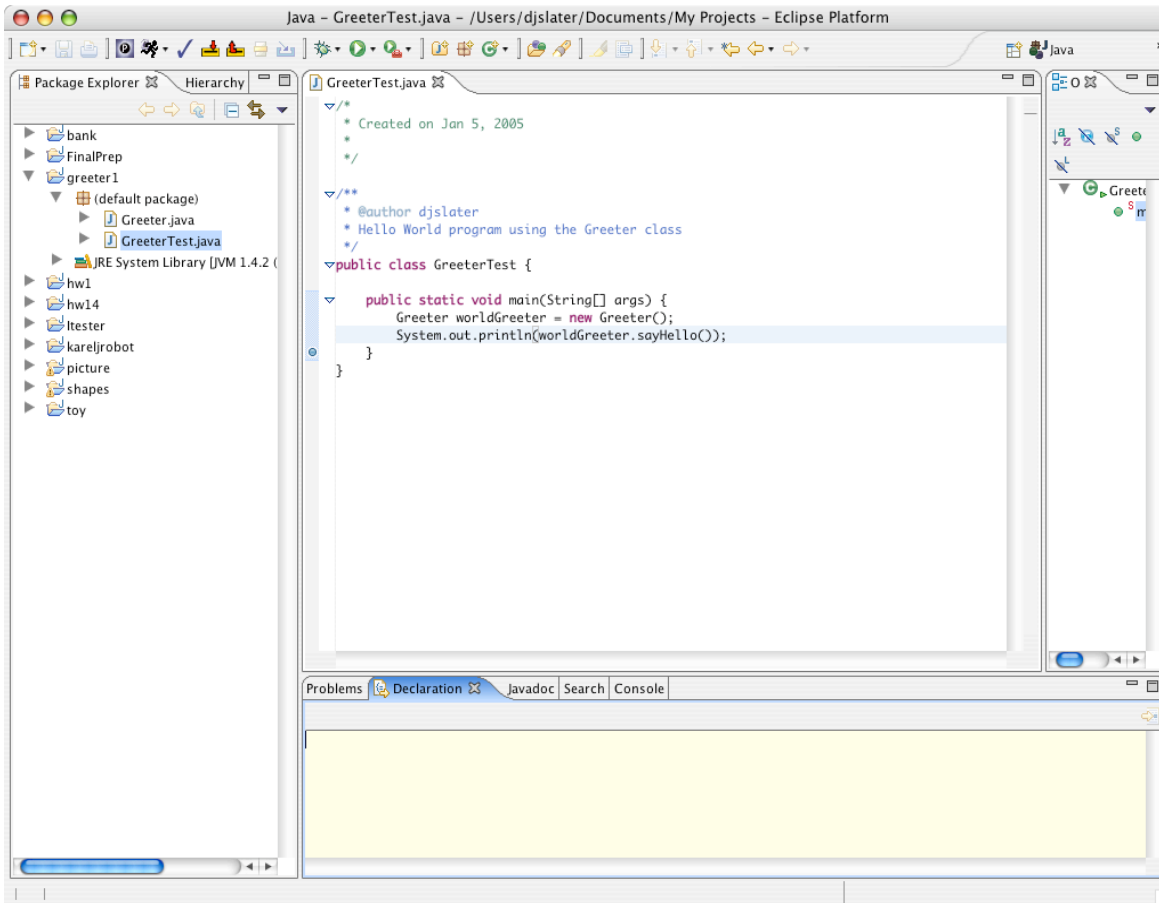 Java – GreeterTest.java – /Users/djslater/Documents/My Projects – Eclipse Platform
Java
Package Explorer
Hierarchy
bank
FinalPrep
greeter1
(default package)
Greeter.java
GreeterTest.java
JRE System Library [JVM 1.4.2 (
hw1
hw14
ltester
kareljrobot
picture
shapes
toy
GreeterTest.java
/*
 * Created on Jan 5, 2005
 *
 */
/**
 * @author djslater
 * Hello World program using the Greeter class
 */
public class GreeterTest {
    public static void main(String[] args) {
        Greeter worldGreeter = new Greeter();
        System.out.println(worldGreeter.sayHello());
    }
}
O
Greete
m
Problems
Declaration
Javadoc
Search
Console